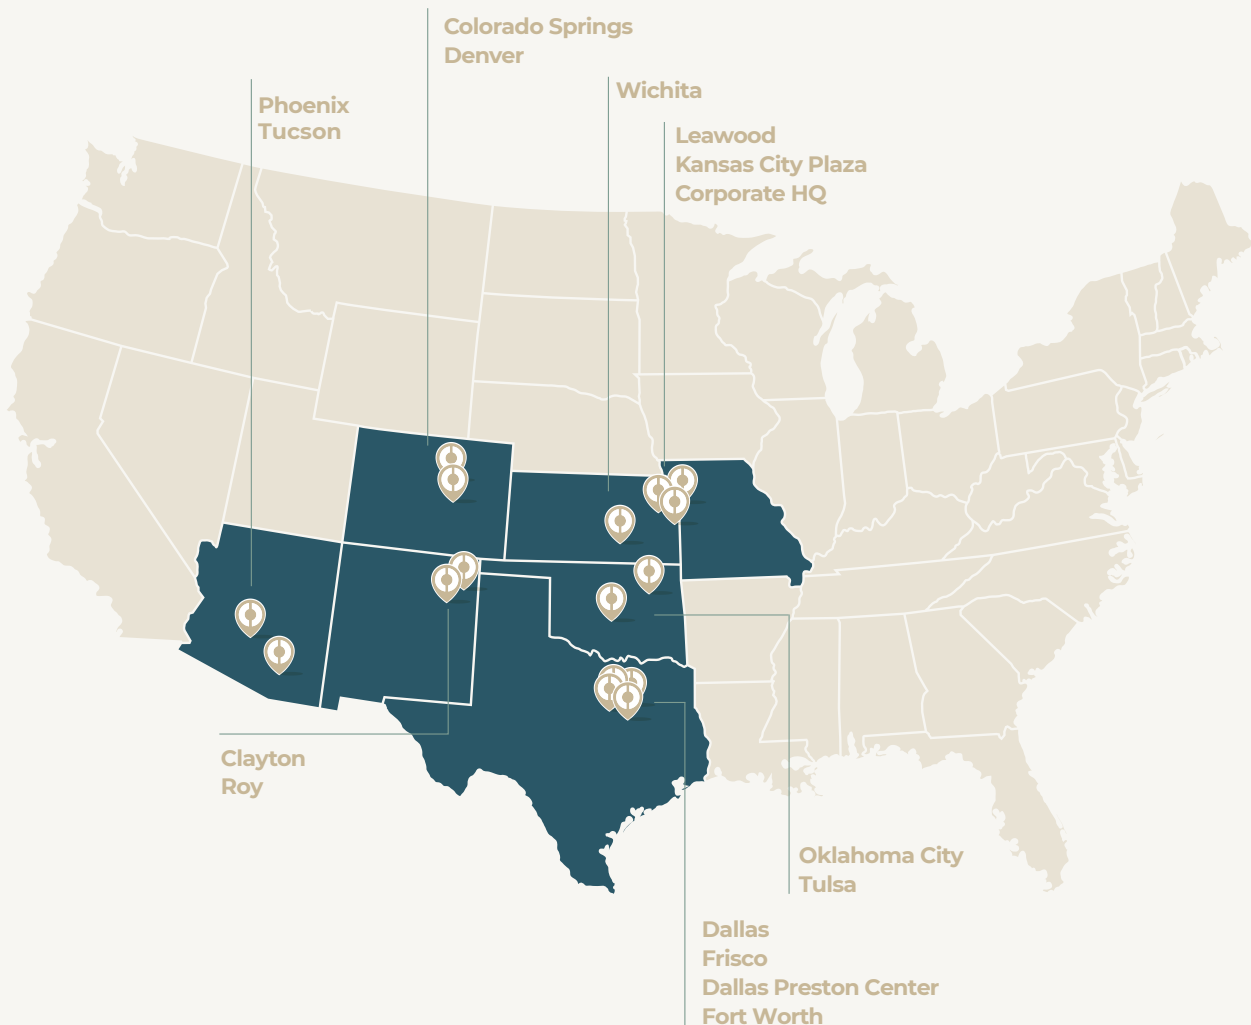 Colorado Springs
Denver
Wichita
Phoenix
Tucson
Leawood
Kansas City Plaza
Corporate HQ
Clayton
Roy
Oklahoma City
Tulsa
Dallas
Frisco
Dallas Preston Center
Fort Worth